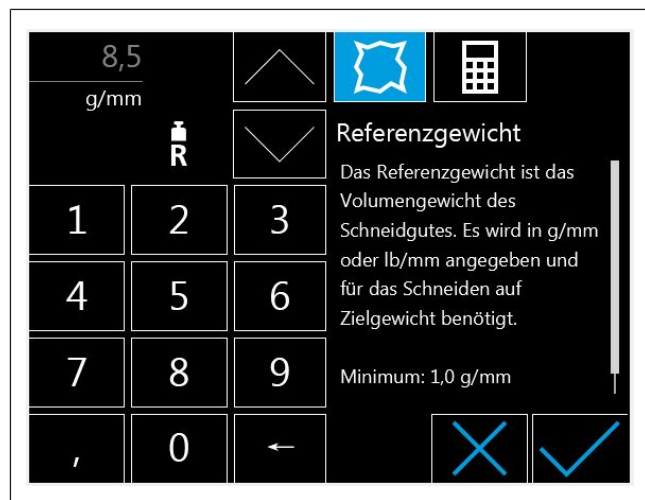 8,5
g/mm
R
Referenzgewicht
Das Referenzgewicht ist das
Volumengewicht des
Schneidgutes. Es wird in g/mm
oder lb/mm angegeben und
für das Schneiden auf
Zielgewicht benötigt.
Minimum: 1,0 g/mm
1 2 3
4 5 6
7 8 9
, 0 ←